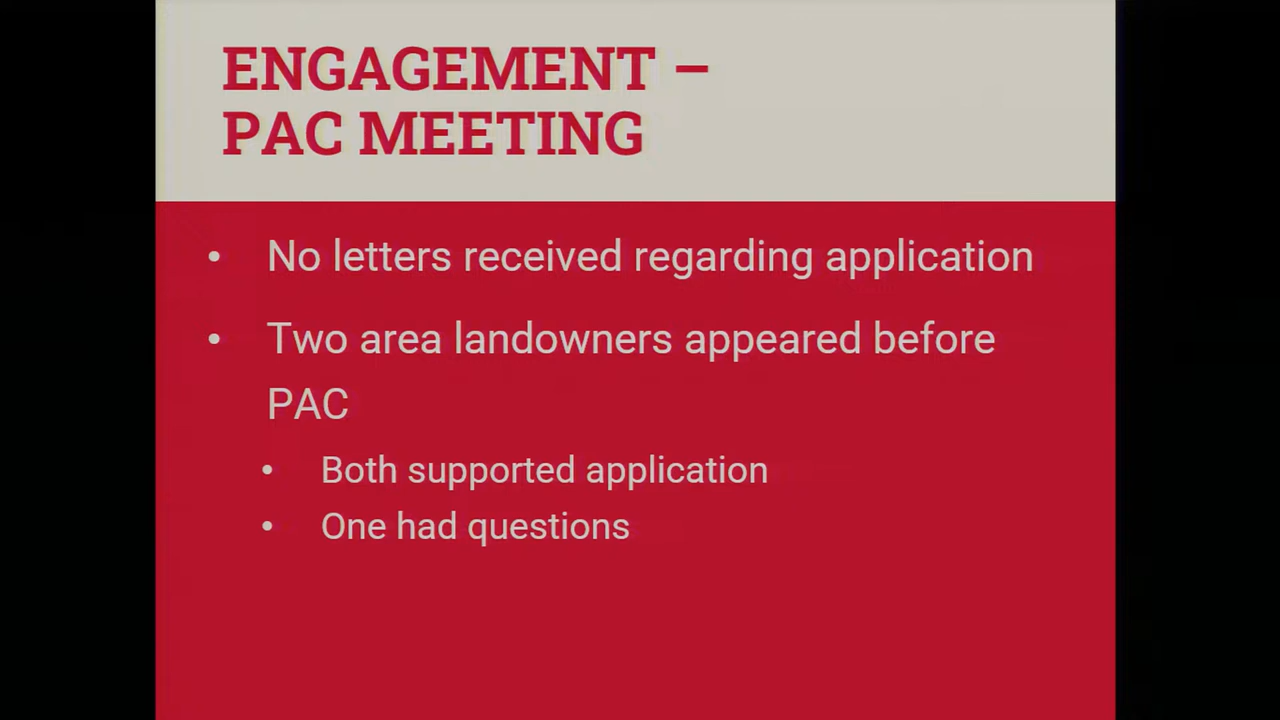 ENGAGEMENT –
PAC MEETING
• No letters received regarding application
• Two area landowners appeared before
PAC
• Both supported application
• One had questions